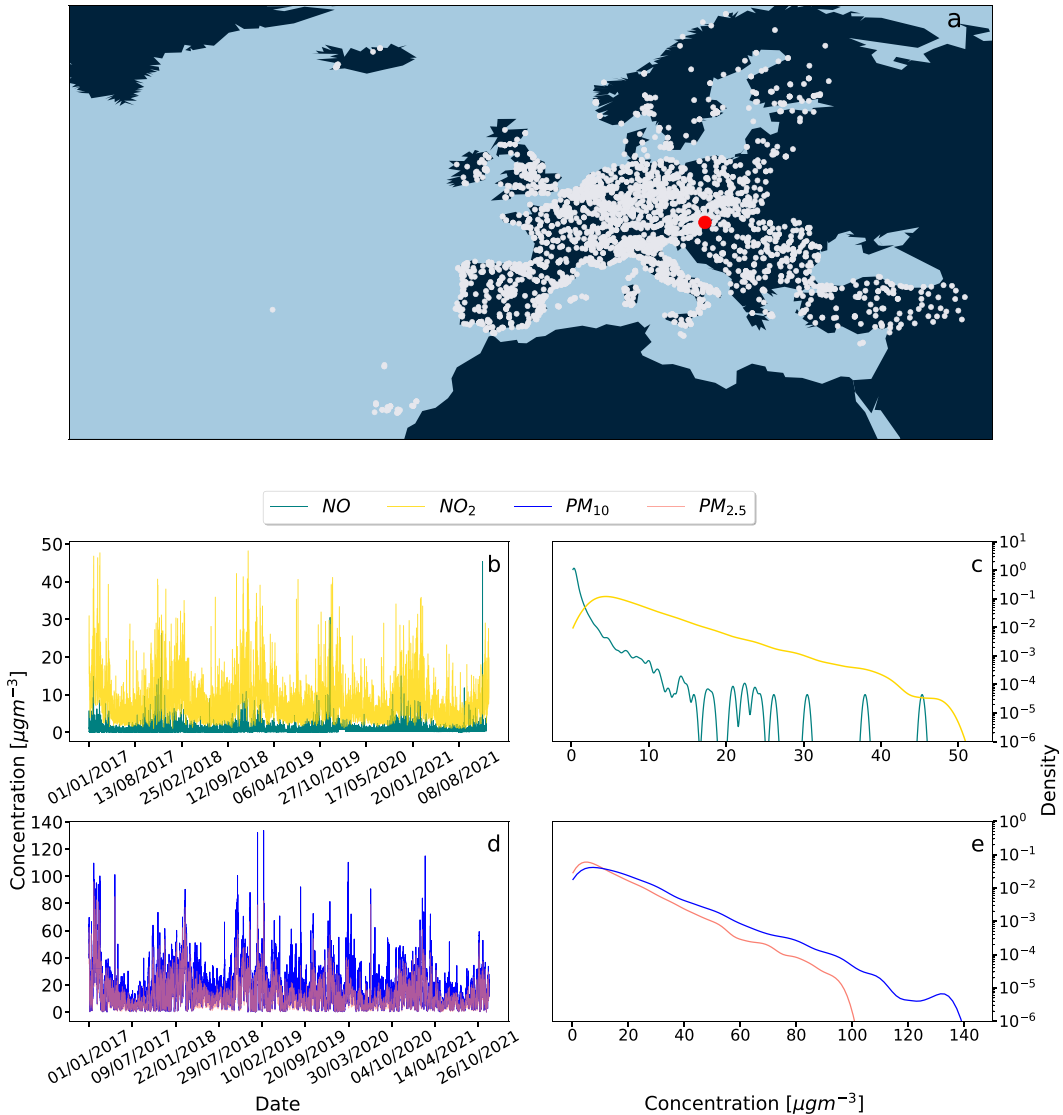 a
NO NO₂ PM₁₀ PM₂.₅
Concentration [μgm⁻³]
b
50
40
30
20
10
0
01/01/2017 13/08/2017 25/02/2018 12/09/2018 06/04/2019 27/10/2019 17/05/2020 20/01/2021 08/08/2021
c
10¹
10⁰
10⁻¹
10⁻²
10⁻³
10⁻⁴
10⁻⁵
10⁻⁶
0 10 20 30 40 50
Density
d
140
120
100
80
60
40
20
0
01/01/2017 09/07/2017 22/01/2018 29/07/2018 10/02/2019 20/09/2019 30/03/2020 04/10/2020 14/04/2021 26/10/2021
Date
e
10⁰
10⁻¹
10⁻²
10⁻³
10⁻⁴
10⁻⁵
10⁻⁶
0 20 40 60 80 100 120 140
Concentration [μgm⁻³]